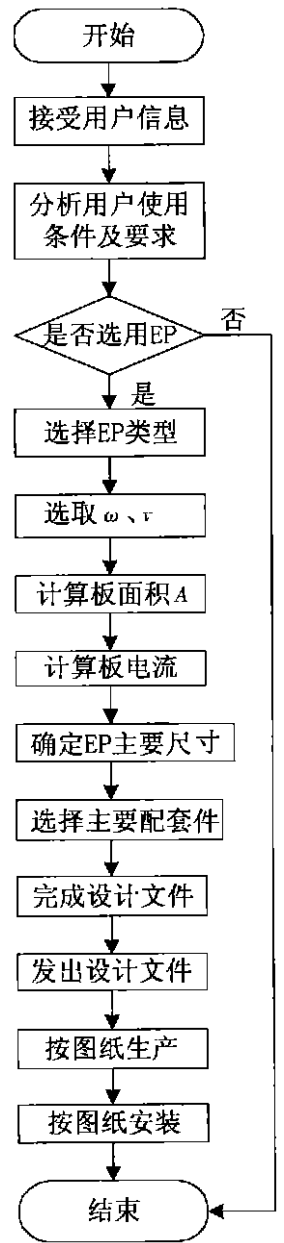 开始
接受用户信息
分析用户使用
条件及要求
是否选用EP
否
是
选择EP类型
选取 ω、v
计算板面积A
计算板电流
确定EP主要尺寸
选择主要配套件
完成设计文件
发出设计文件
按图纸生产
按图纸安装
结束